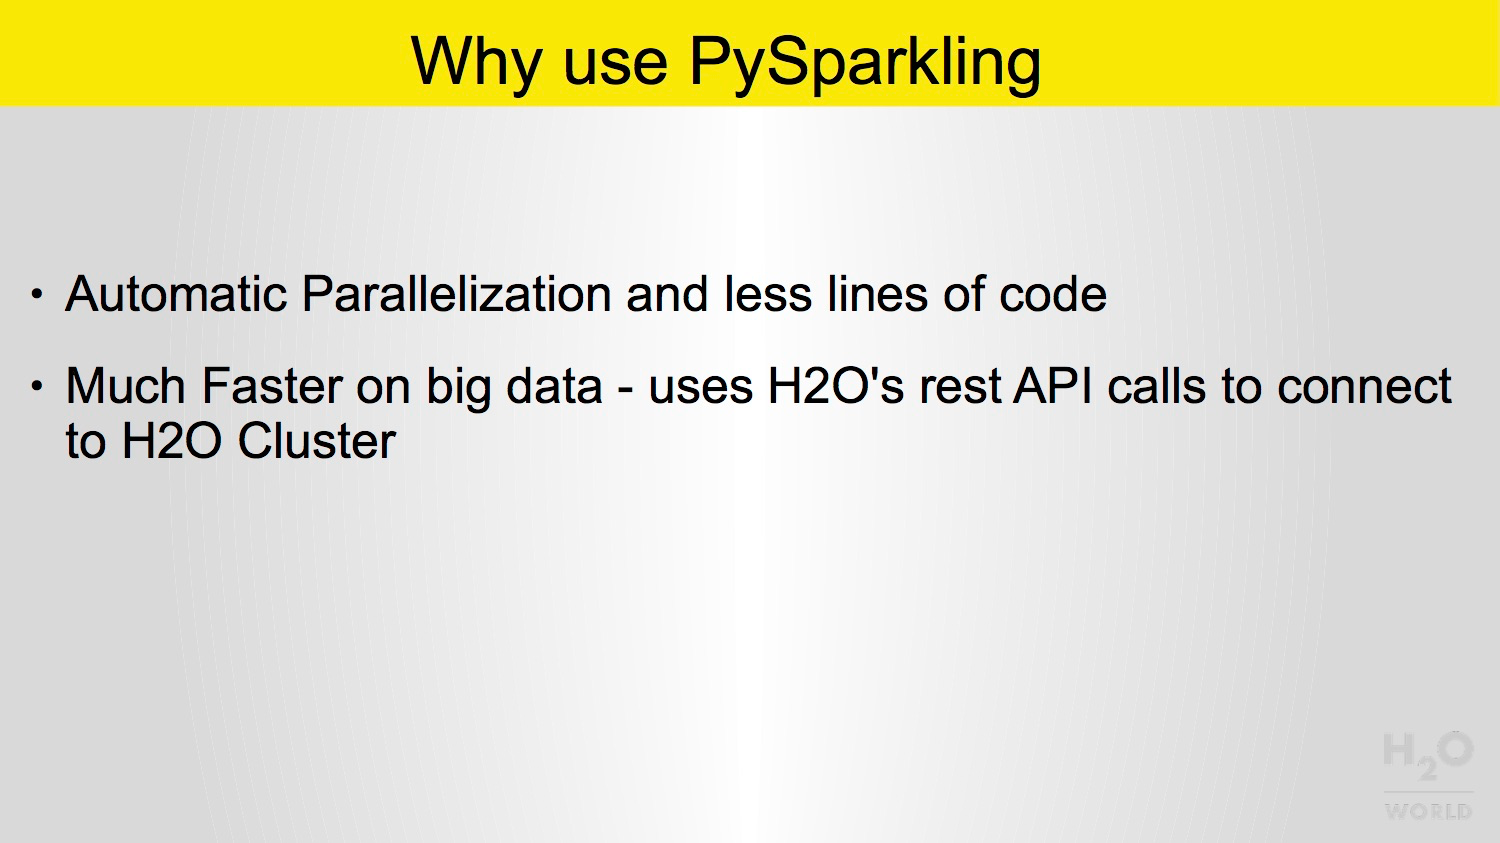 Why use PySparkling
• Automatic Parallelization and less lines of code
• Much Faster on big data - uses H2O's rest API calls to connect
to H2O Cluster
H2O
WORLD